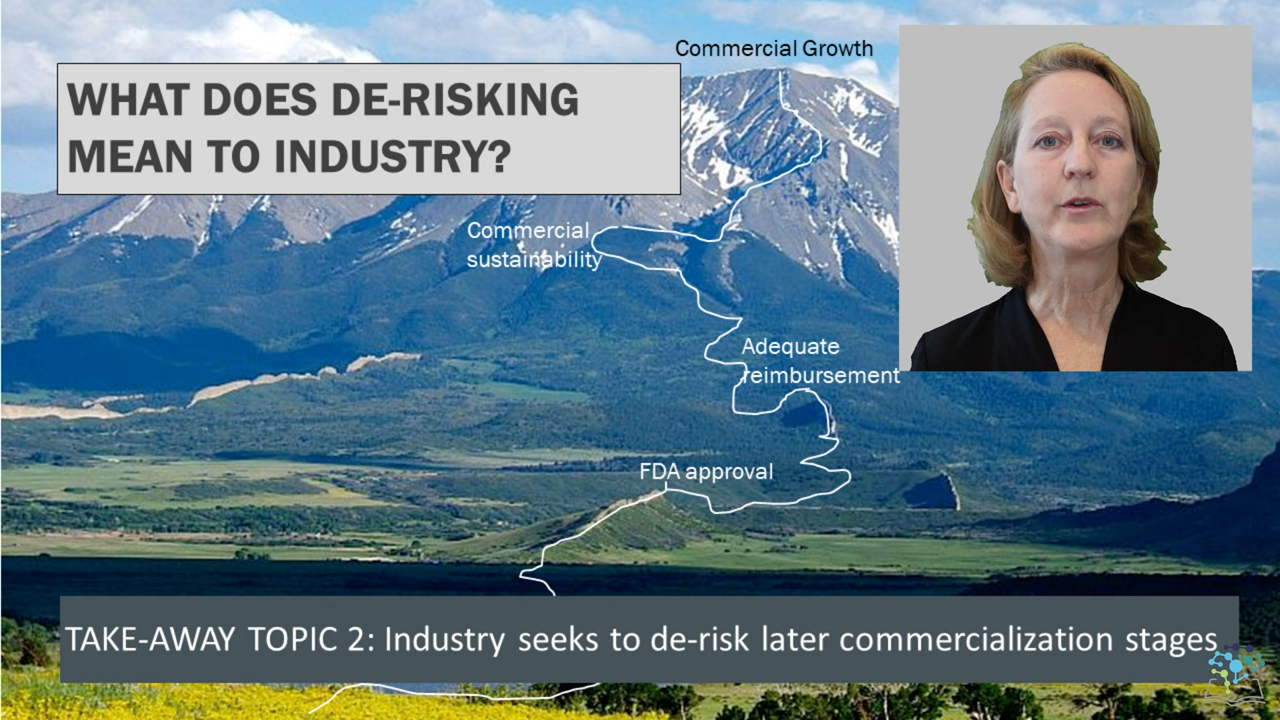 WHAT DOES DE-RISKING
MEAN TO INDUSTRY?
Commercial Growth
Commercial
sustainability
Adequate
reimbursement
FDA approval
TAKE-AWAY TOPIC 2: Industry seeks to de-risk later commercialization stages